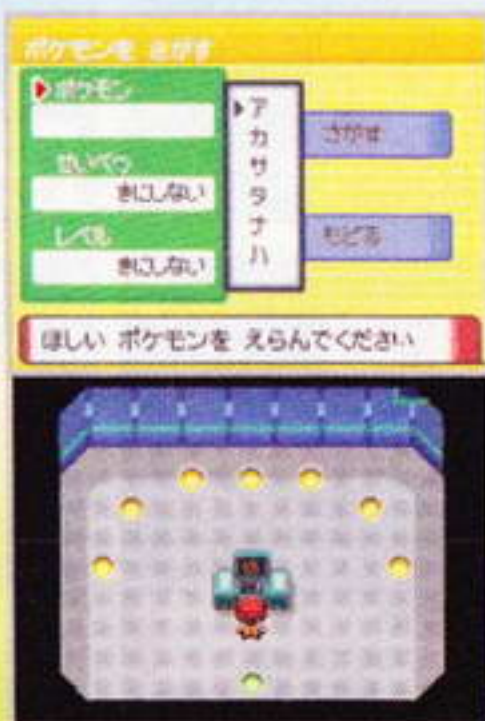 ポケモンを さがす
ポケモン
せいべつ
きにしない
レベル
きにしない
ア
カ
サ
タ
ナ
ハ
さがす
もどる
ほしい ポケモンを えらんでください